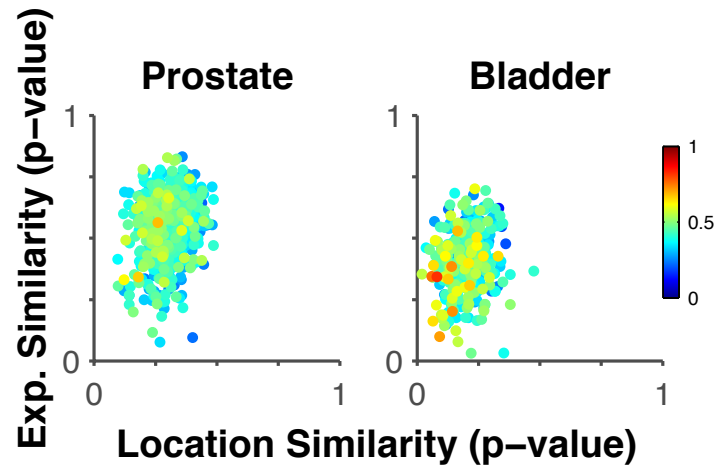 Prostate
Bladder
Exp. Similarity (p−value)
1
0
0
1
1
0
0
1
1
0.5
0
Location Similarity (p−value)